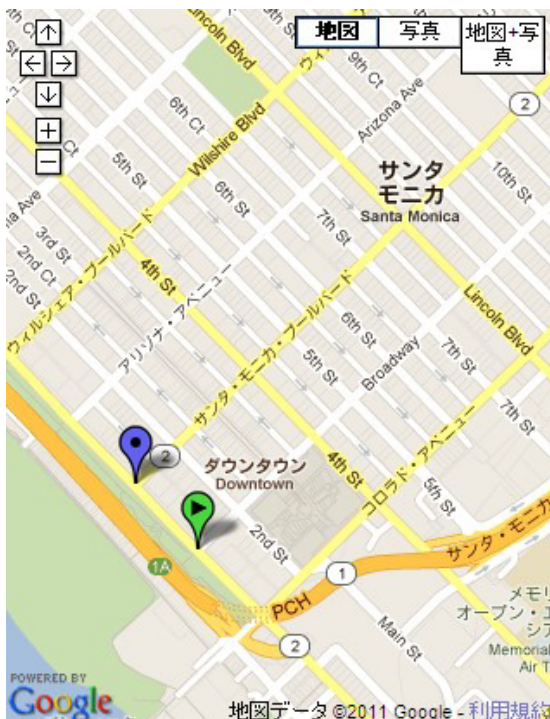 地図
写真
地図+写
真
th Ct
Lincoln Blvd
9th Ct
2
6th Ct
Wilshire Blvd
Arizona Ave
サンタ
モニカ
Santa Monica
10th St
5th St
6th St
7th St
3rd St
2nd Ct
2nd St
4th St
ウィルシェア・ブールバード
アリゾナ・アベニュー
サンタ・モニカ・ブールバード
6th St
5th St
Broadway
7th St
Lincoln Blvd
7th St
2
ダウンタウン
Downtown
4th St
コロラド・アベニュー
5th St
2nd St
サンタ・モニカ
1A
1
PCH
2
Main St
メモリ
オープン・
Memorial
Air T
POWERED BY
Google
地図データ ©2011 Google - 利用規約